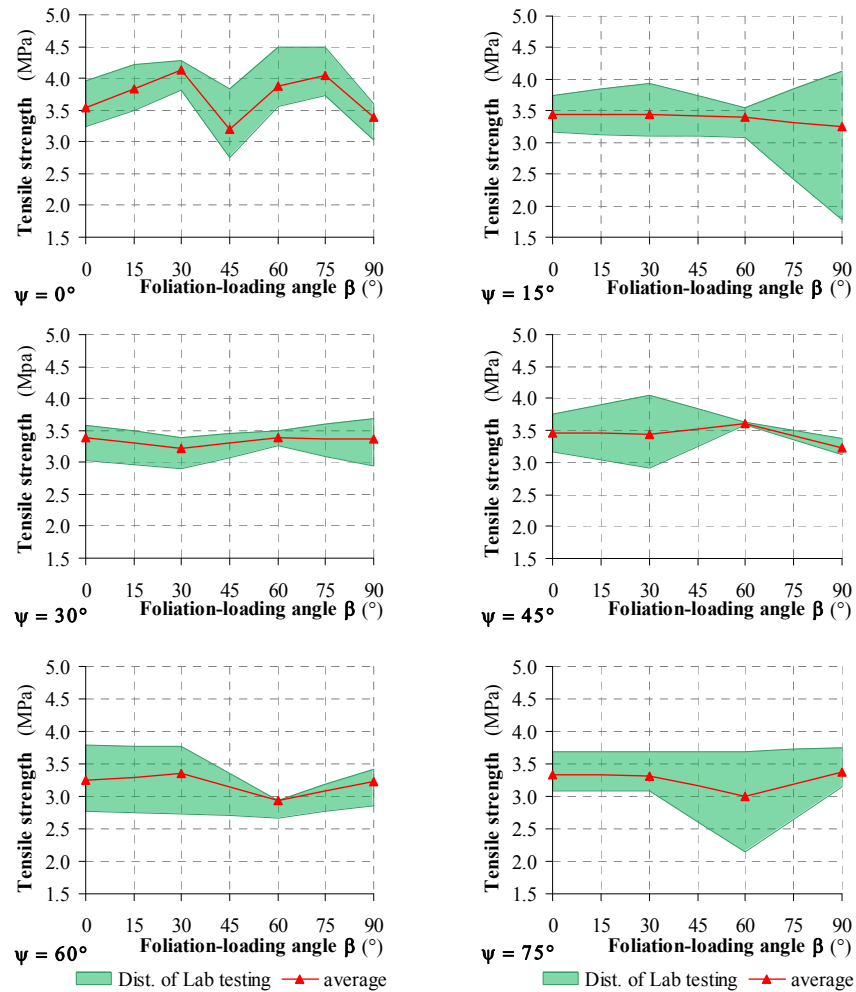 Tensile strength (MPa)
5.0
4.5
4.0
3.5
3.0
2.5
2.0
1.5
0 15 30 45 60 75 90
Foliation-loading angle β (°)
ψ = 0°
Tensile strength (MPa)
5.0
4.5
4.0
3.5
3.0
2.5
2.0
1.5
0 15 30 45 60 75 90
Foliation-loading angle β (°)
ψ = 15°
Tensile strength (Mpa)
5.0
4.5
4.0
3.5
3.0
2.5
2.0
1.5
0 15 30 45 60 75 90
Foliation-loading angle β (°)
ψ = 30°
Tensile strength (MPa)
5.0
4.5
4.0
3.5
3.0
2.5
2.0
1.5
0 15 30 45 60 75 90
Foliation-loading angle β (°)
ψ = 45°
Tensile strength (MPa)
5.0
4.5
4.0
3.5
3.0
2.5
2.0
1.5
0 15 30 45 60 75 90
Foliation-loading angle β (°)
ψ = 60°
Dist. of Lab testing average
Tensile strength (MPa)
5.0
4.5
4.0
3.5
3.0
2.5
2.0
1.5
0 15 30 45 60 75 90
Foliation-loading angle β (°)
ψ = 75°
Dist. of Lab testing average